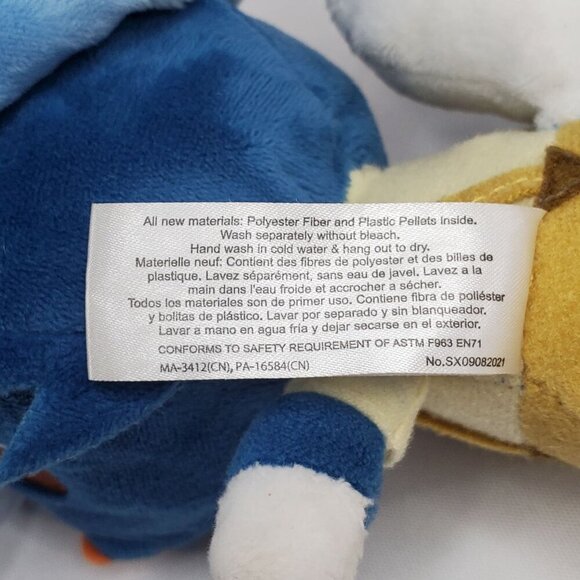 All new materials: Polyester Fiber and Plastic Pellets Inside.
Wash separately without bleach.
Hand wash in cold water & hang out to dry.
Materielle neuf: Contient des fibres de polyester et des billes de
plastique. Lavez séparément, sans eau de javel. Lavez a la
main dans l'eau froide et accrocher a sécher.
Todos los materiales son de primer uso. Contiene fibra de poliéster
y bolitas de plástico. Lavar por separado y sin blanqueador.
Lavar a mano en agua fria y dejar secarse en el exterior.
CONFORMS TO SAFETY REQUIREMENT OF ASTM F963 EN71
MA-3412(CN), PA-16584(CN) No.SX09082021